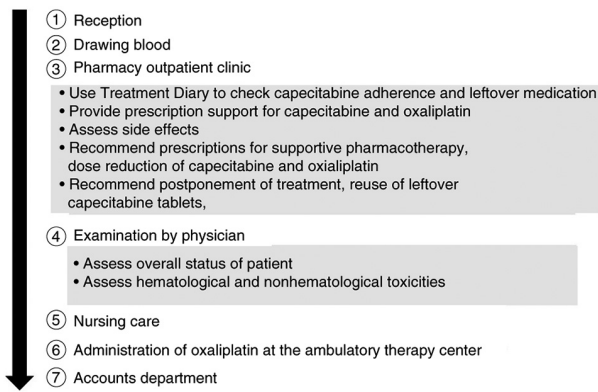 ① Reception
② Drawing blood
③ Pharmacy outpatient clinic
• Use Treatment Diary to check capecitabine adherence and leftover medication
• Provide prescription support for capecitabine and oxaliplatin
• Assess side effects
• Recommend prescriptions for supportive pharmacotherapy,
dose reduction of capecitabine and oxialiplatin
• Recommend postponement of treatment, reuse of leftover
capecitabine tablets,
④ Examination by physician
• Assess overall status of patient
• Assess hematological and nonhematological toxicities
⑤ Nursing care
⑥ Administration of oxaliplatin at the ambulatory therapy center
⑦ Accounts department